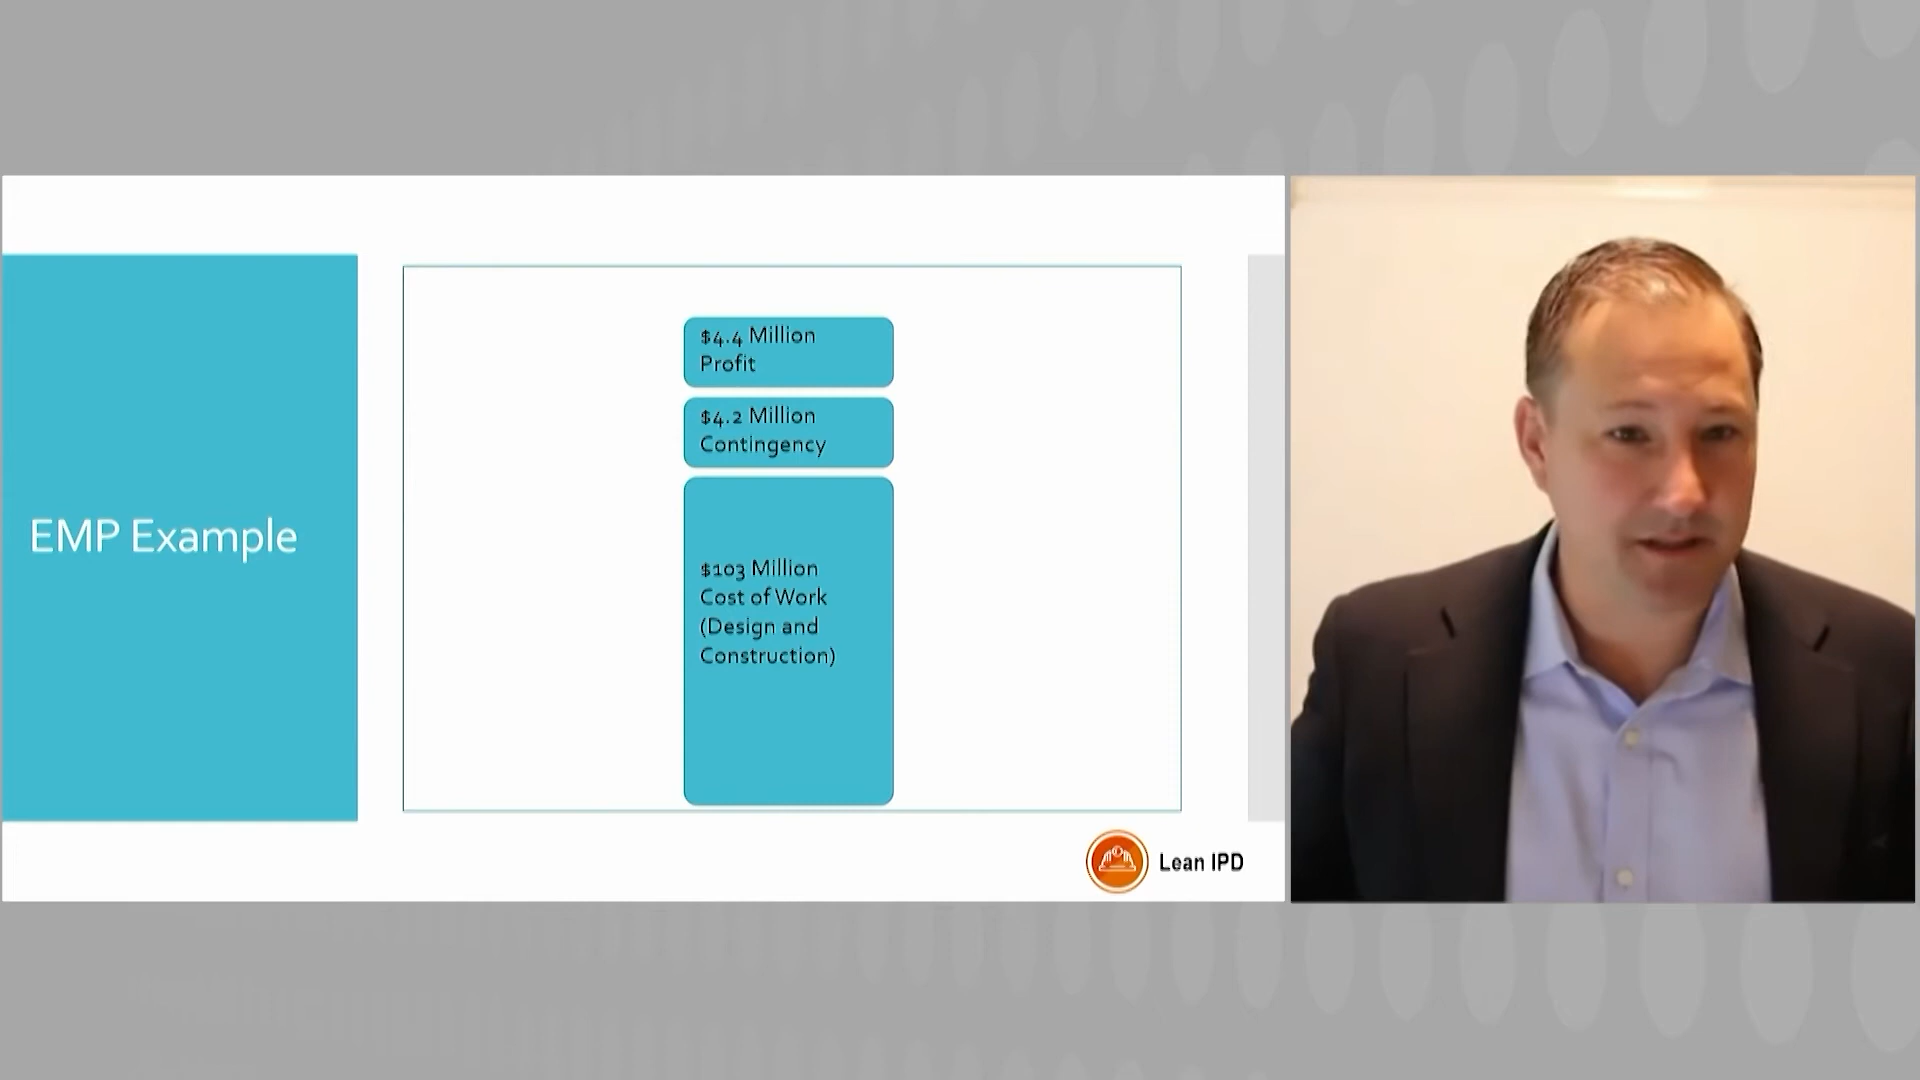 EMP Example
$4.4 Million
Profit
$4.2 Million
Contingency
$103 Million
Cost of Work
(Design and
Construction)
Lean IPD